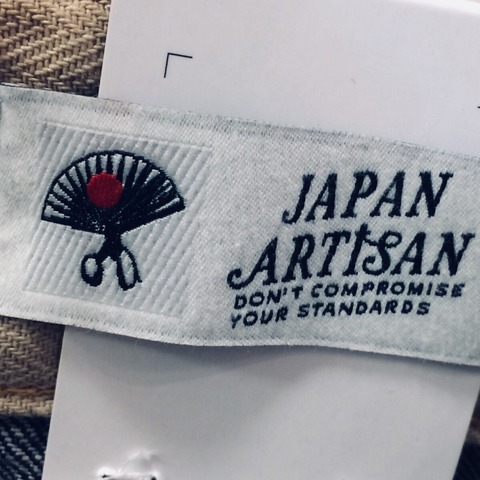 JAPAN
ARTISAN
DON'T COMPROMISE
YOUR STANDARDS